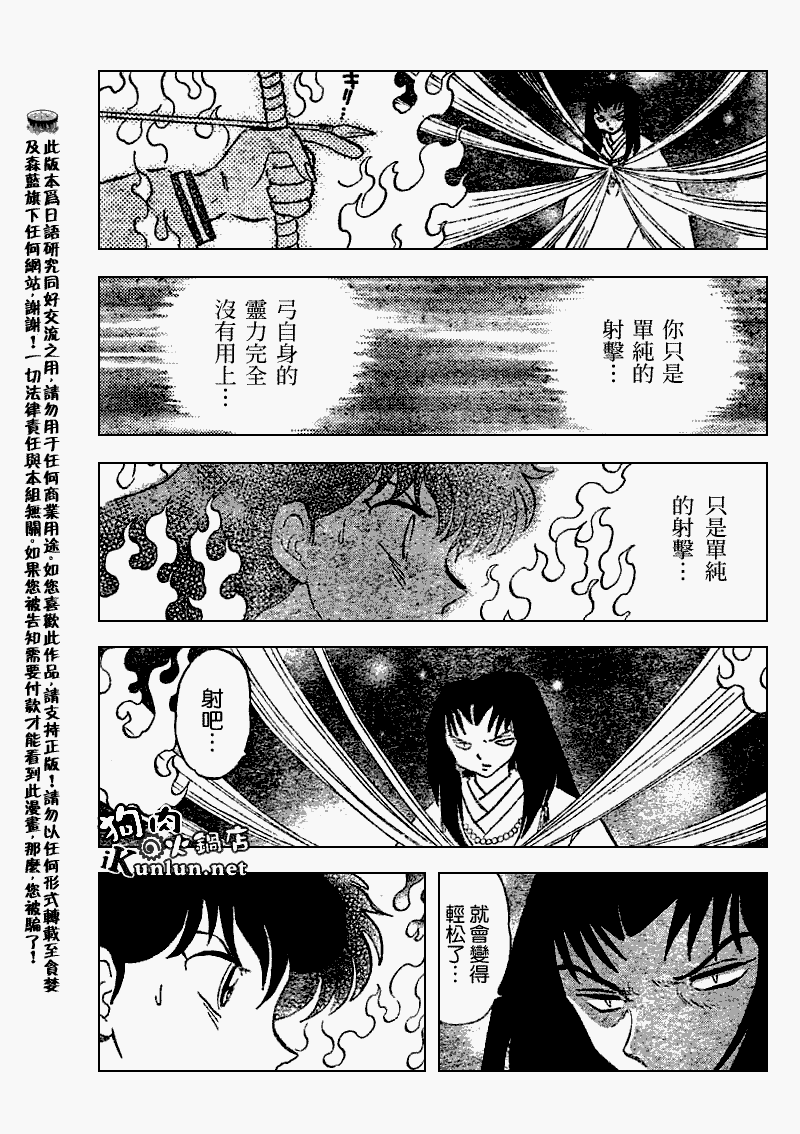 キリ…
你只是
單純的
射擊…
弓自身的
靈力完全
沒有用上…
只是單純
的射擊…
射吧…
就會變得
輕松了…
狗肉火鍋店
iKunlun.net
此版本爲日語研究同好交流之用,請勿用于任何商業用途。如您喜歡此作品,請支持正版!請勿以任何形式轉載至貪婪
及森藍旗下任何網站,謝謝!一切法律責任與本組無關。如果您被告知需要付款才能看到此漫畫,那麽,您被騙了!